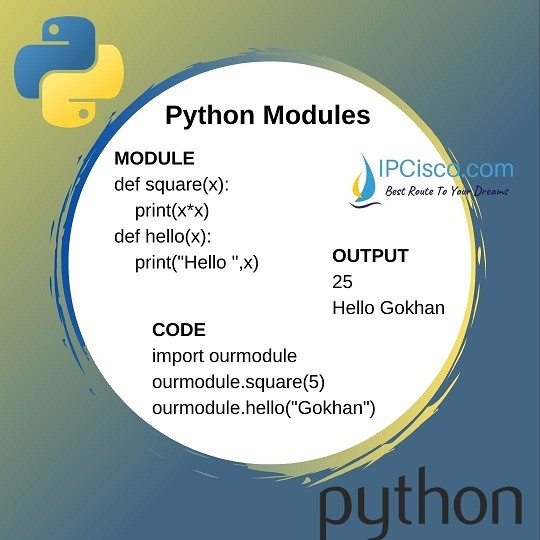 Python Modules
MODULE
def square(x):
    print(x*x)
def hello(x):
    print("Hello ",x)
IPCisco.com
Best Route To Your Dreams
OUTPUT
25
Hello Gokhan
CODE
import ourmodule
ourmodule.square(5)
ourmodule.hello("Gokhan")
python